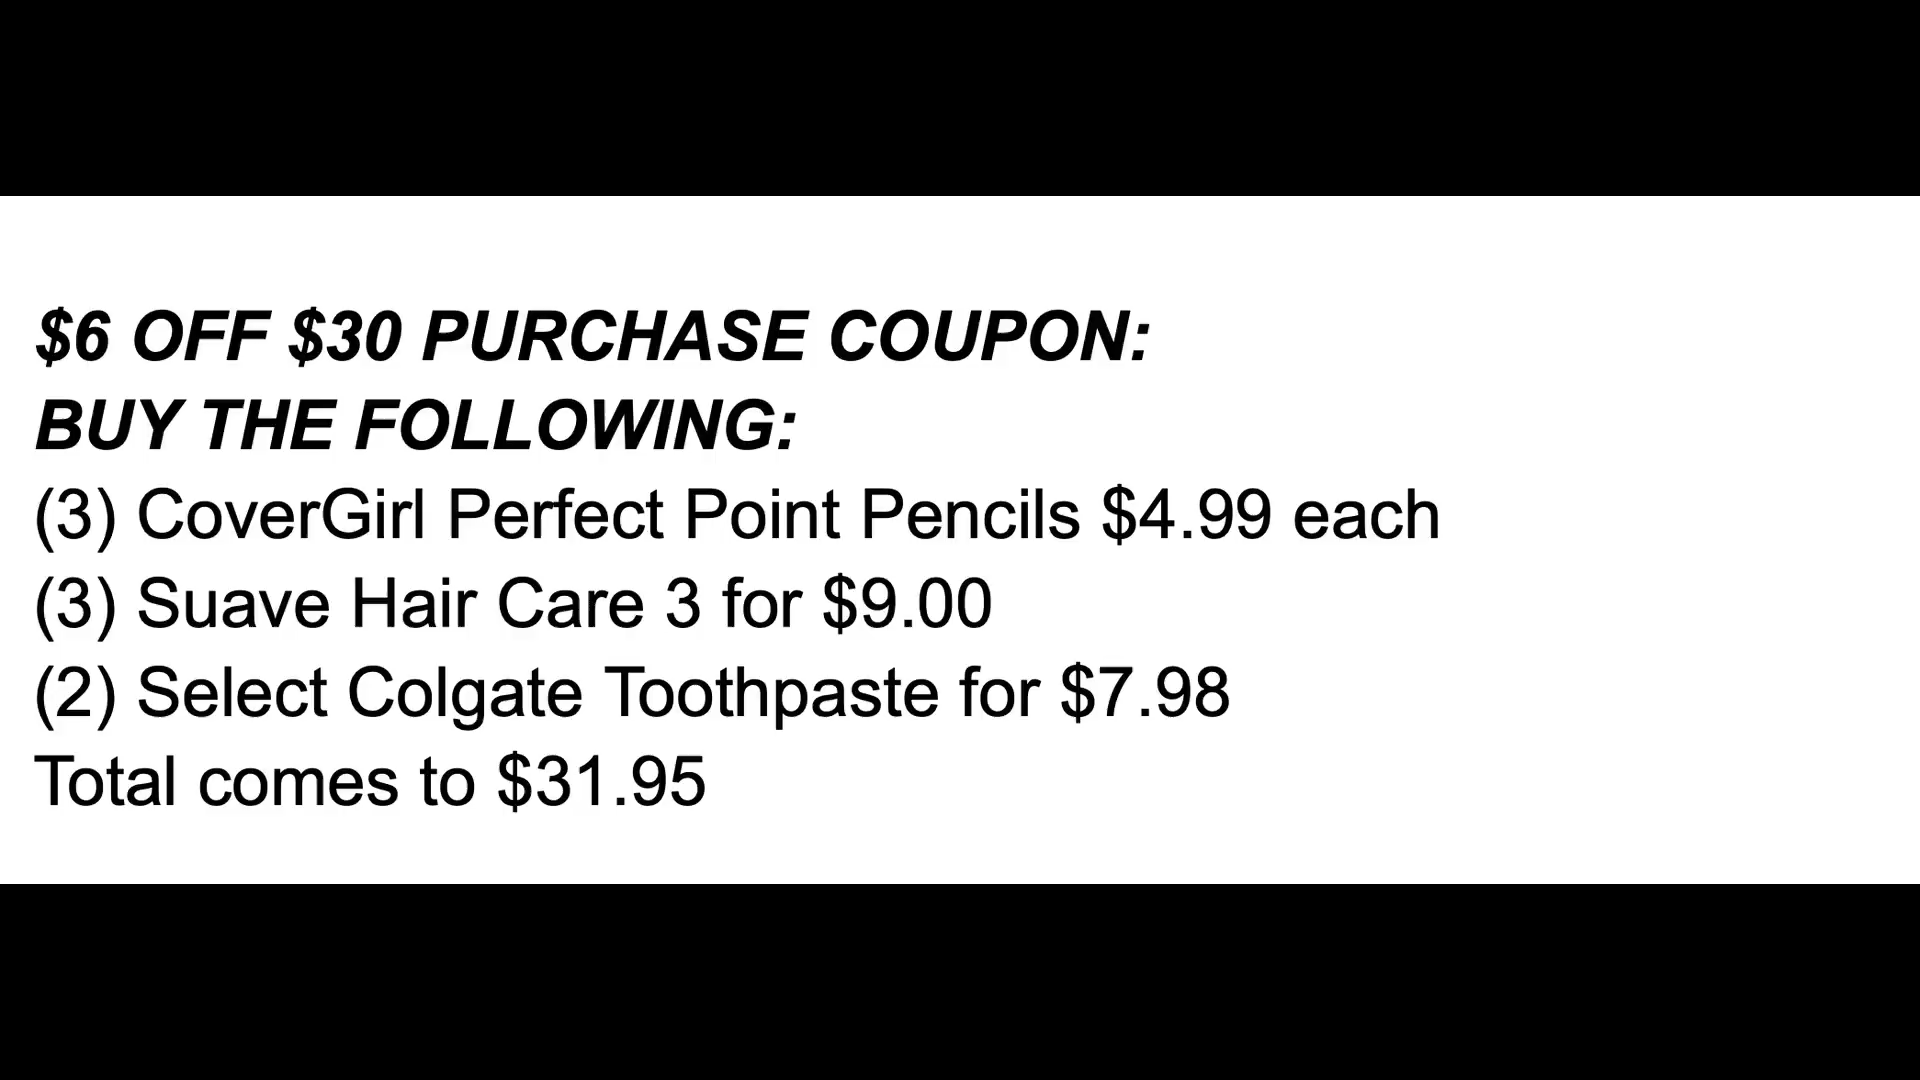 $6 OFF $30 PURCHASE COUPON:
BUY THE FOLLOWING:
(3) CoverGirl Perfect Point Pencils $4.99 each
(3) Suave Hair Care 3 for $9.00
(2) Select Colgate Toothpaste for $7.98
Total comes to $31.95